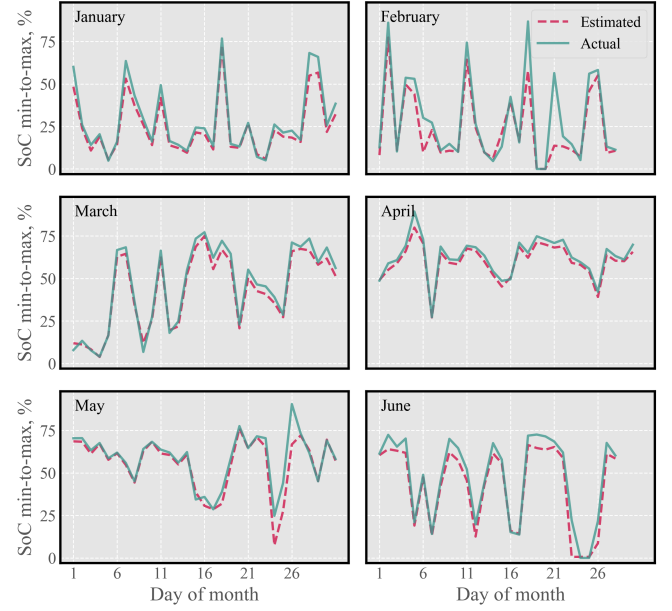 January
February
Estimated
Actual
SoC min-to-max, %
75
50
25
0
March
April
SoC min-to-max, %
75
50
25
0
May
June
SoC min-to-max, %
75
50
25
0
1 6 11 16 21 26
1 6 11 16 21 26
Day of month
Day of month